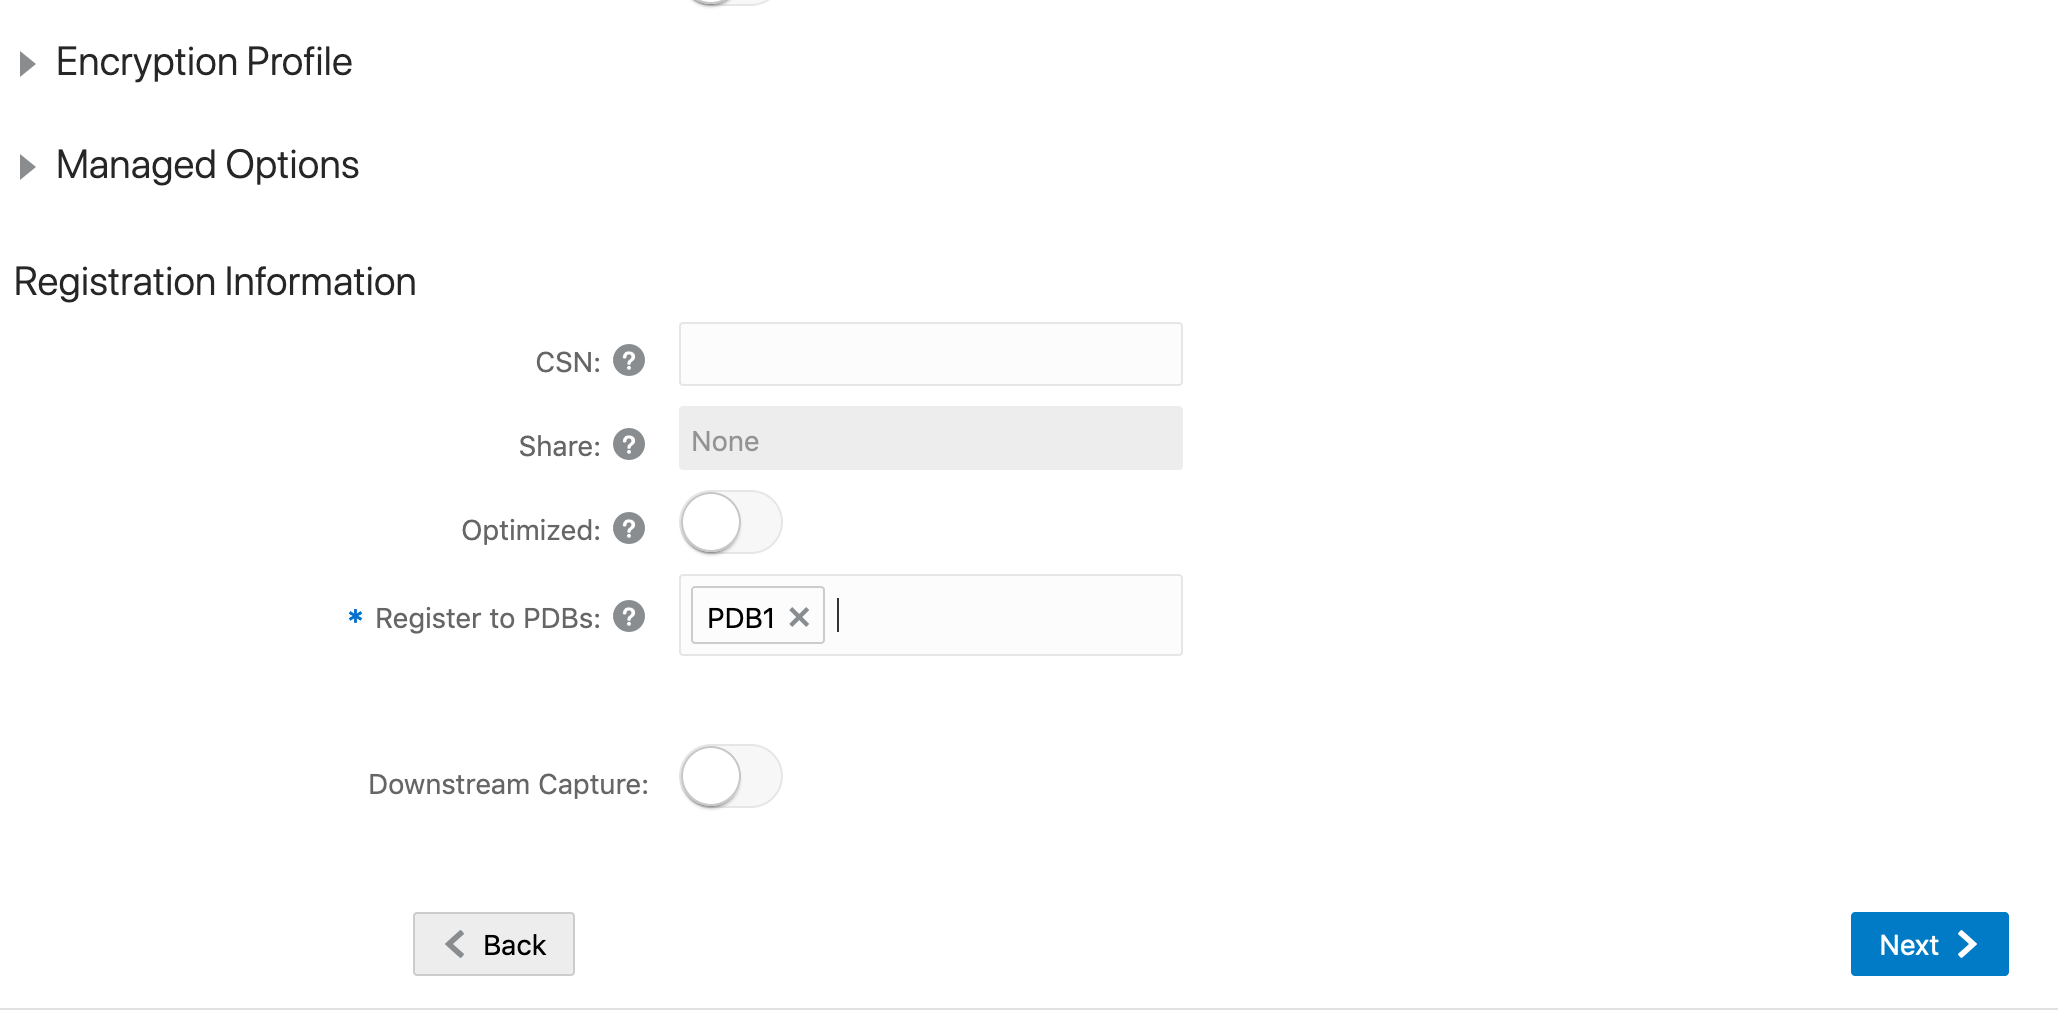 Encryption Profile
Managed Options
Registration Information
CSN: ?
Share: ? None
Optimized: ?
* Register to PDBs: ? PDB1 ×
Downstream Capture:
Back
Next